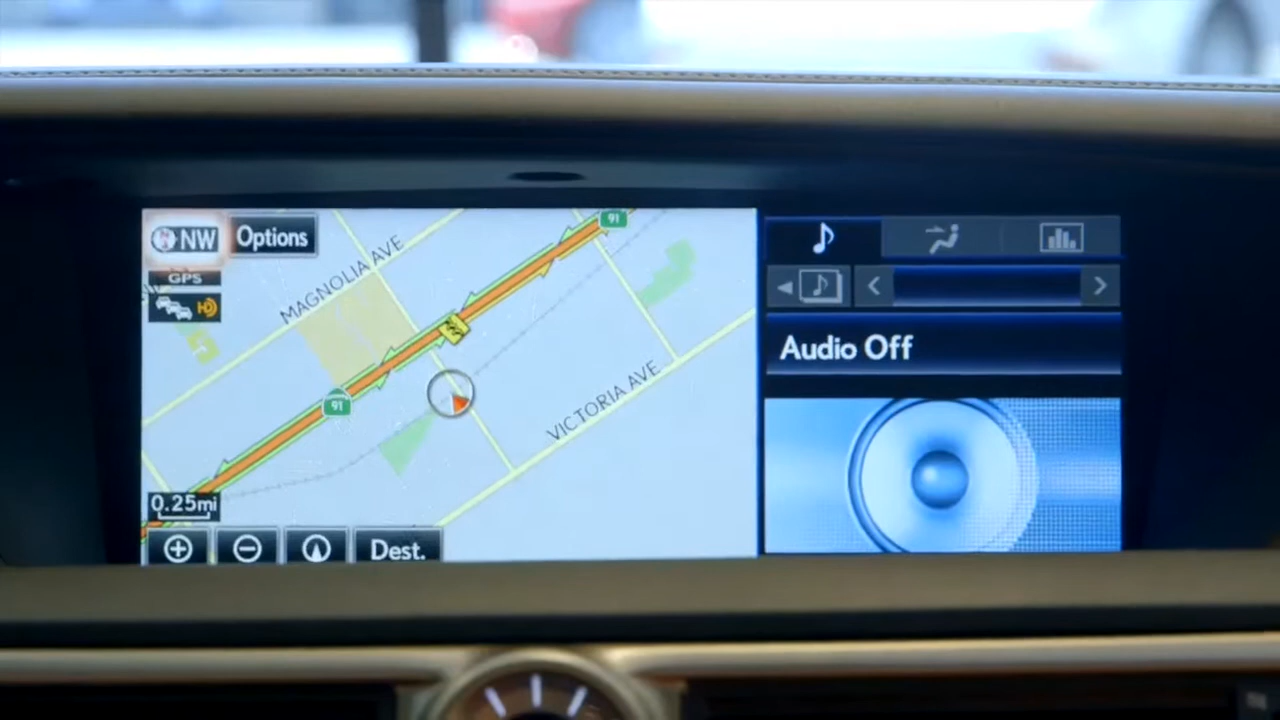 NW
Options
GPS
MAGNOLIA AVE
91
91
VICTORIA AVE
0.25mi
Dest.
Audio Off